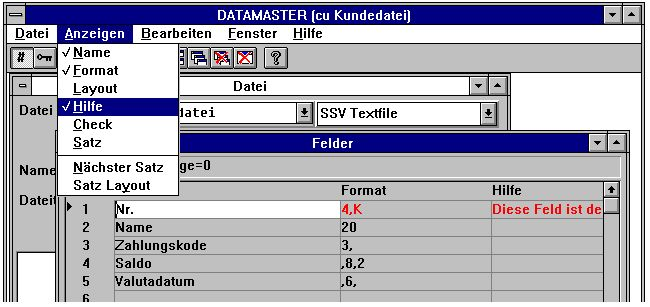 DATAMASTER (cu Kundedatei)
Datei Anzeigen Bearbeiten Fenster Hilfe
# ?
✓Name
✓Format
Layout
✓Hilfe
Check
Satz
Nächster Satz
Satz Layout
Datei
Datei datei SSV Textfile
Felder
Name ge=0
Dateit
Format Hilfe
1 Nr. 4,K Diese Feld ist de
2 Name 20
3 Zahlungskode 3,
4 Saldo ,8,2
5 Valutadatum ,6,
6